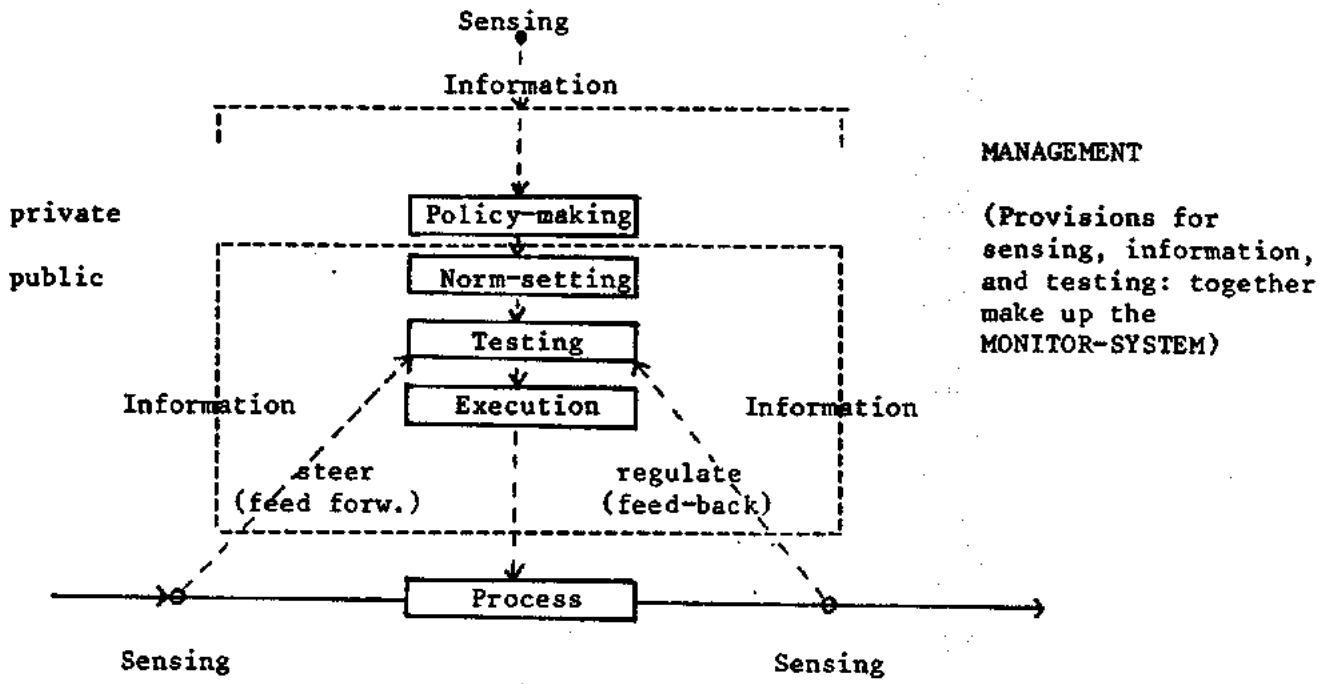 Sensing
Information
MANAGEMENT
private
Policy-making
(Provisions for
sensing, information,
and testing: together
make up the
MONITOR-SYSTEM)
public
Norm-setting
Testing
Information
Execution
Information
steer
(feed forw.)
regulate
(feed-back)
Process
Sensing
Sensing